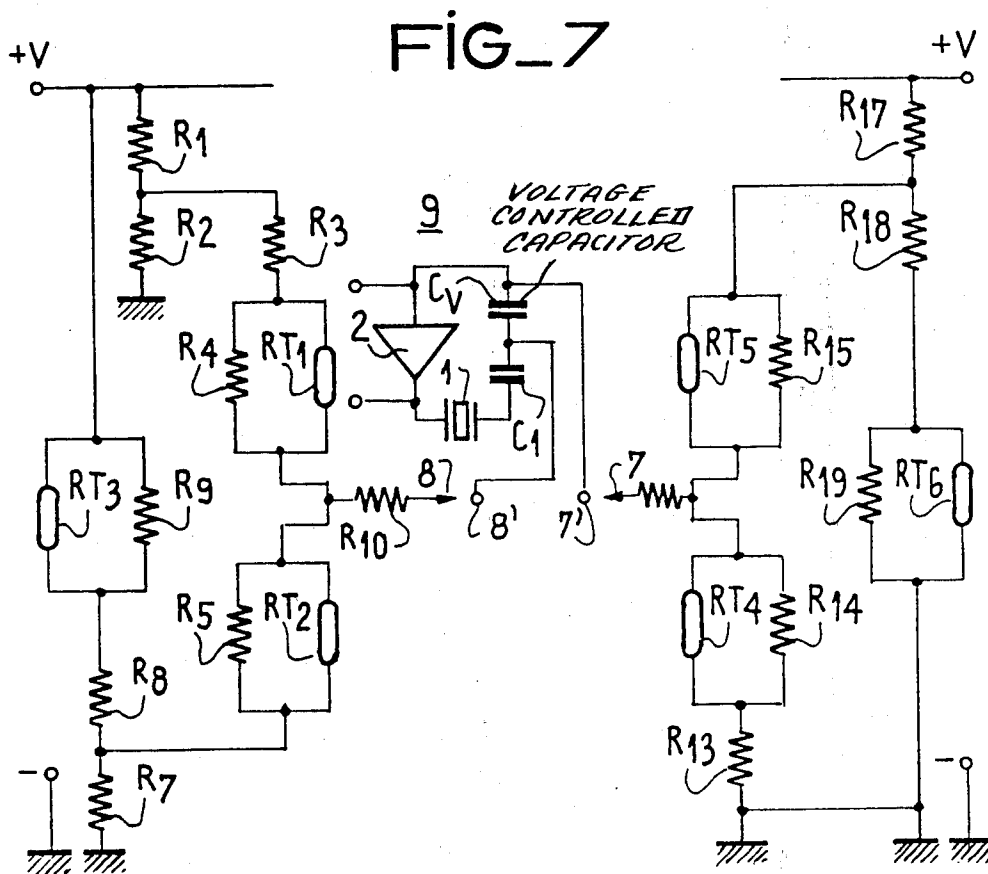 FiG_7
+V
+V
R1
R17
R2
R3
9
VOLTAGE
CONTROLLED
CAPACITOR
R18
CV
2
R4
RT1
1
C1
RT5
R15
RT3
R9
8
7
R10
8'
7'
R19
RT6
R5
RT2
RT4
R14
R8
R13
-
R7
-